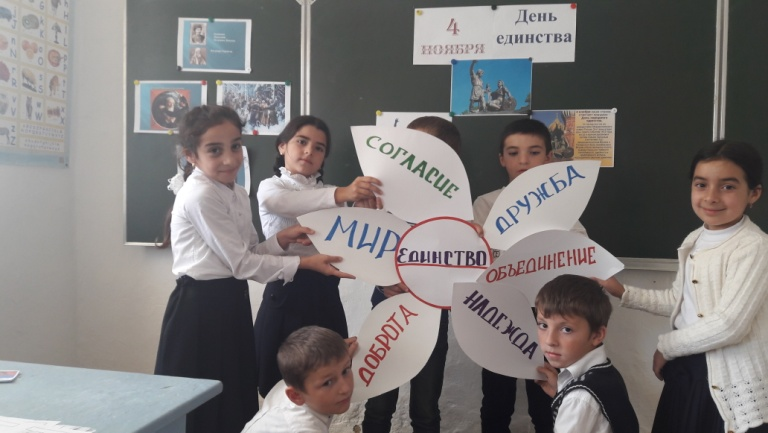 4
НОЯБРЯ
День
единства
СОГЛАСИЕ
ДРУЖБА
МИР
ЕДИНСТВО
ОБЪЕДИНЕНИЕ
НАДЕЖДА
ДОБРОТА